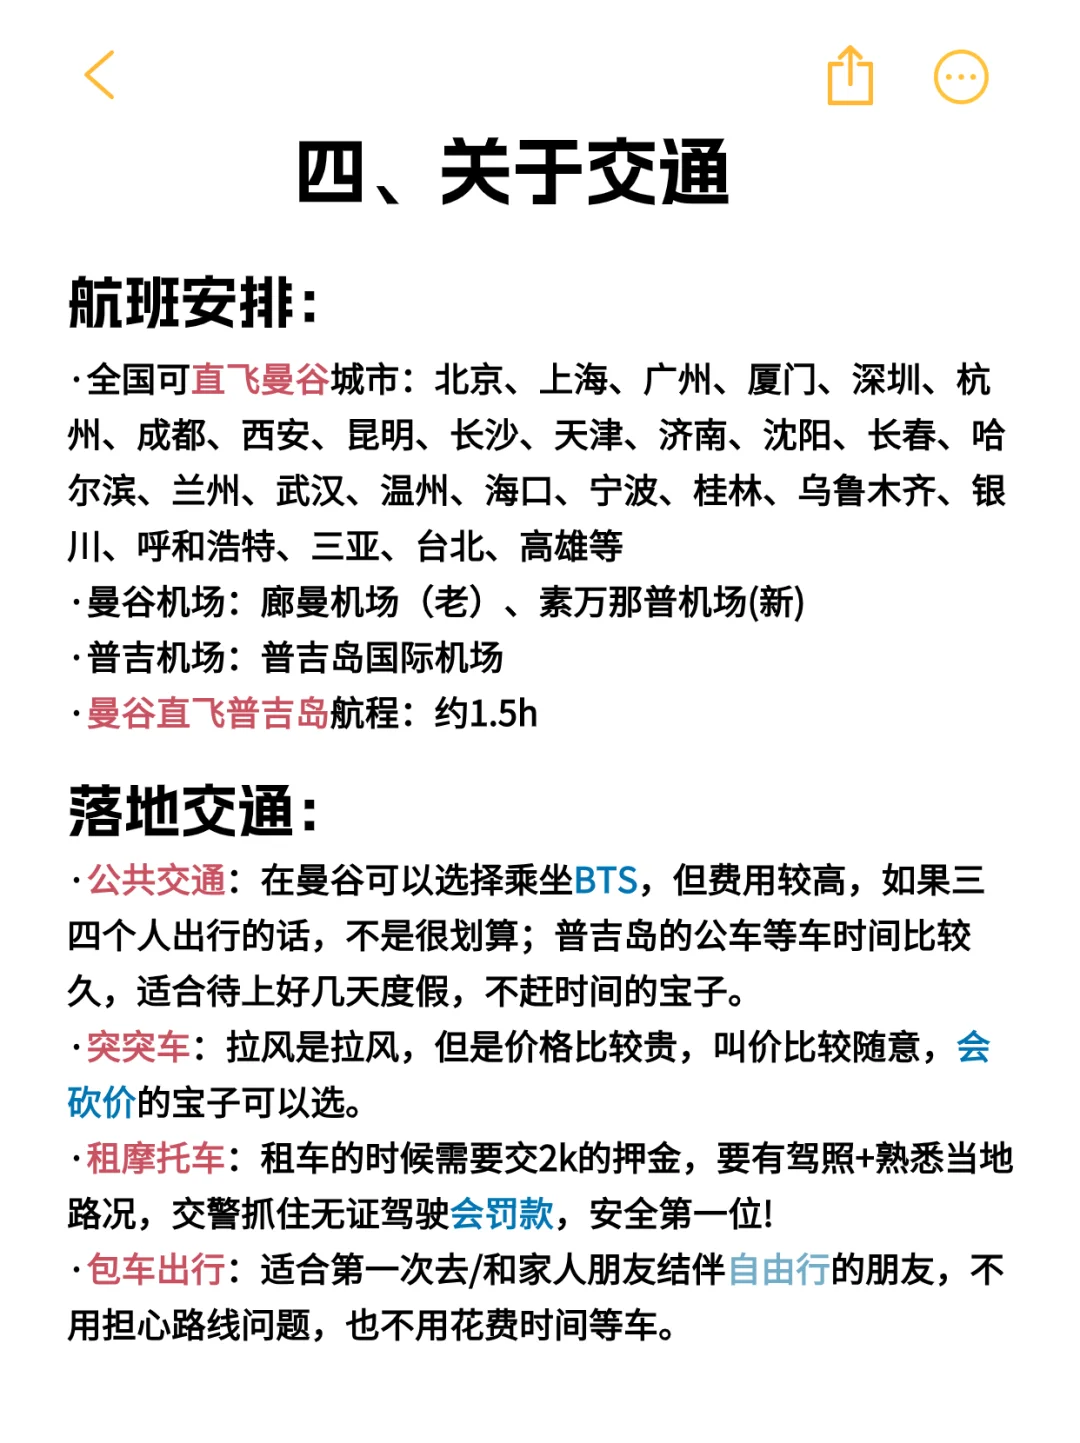 四、关于交通
航班安排：
·全国可直飞曼谷城市：北京、上海、广州、厦门、深圳、杭
州、成都、西安、昆明、长沙、天津、济南、沈阳、长春、哈
尔滨、兰州、武汉、温州、海口、宁波、桂林、乌鲁木齐、银
川、呼和浩特、三亚、台北、高雄等
·曼谷机场：廊曼机场（老）、素万那普机场(新)
·普吉机场：普吉岛国际机场
·曼谷直飞普吉岛航程：约1.5h
落地交通：
·公共交通：在曼谷可以选择乘坐BTS，但费用较高，如果三
四个人出行的话，不是很划算；普吉岛的公车等车时间比较
久，适合待上好几天度假，不赶时间的宝子。
·突突车：拉风是拉风，但是价格比较贵，叫价比较随意，会
砍价的宝子可以选。
·租摩托车：租车的时候需要交2k的押金，要有驾照+熟悉当地
路况，交警抓住无证驾驶会罚款，安全第一位!
·包车出行：适合第一次去/和家人朋友结伴自由行的朋友，不
用担心路线问题，也不用花费时间等车。